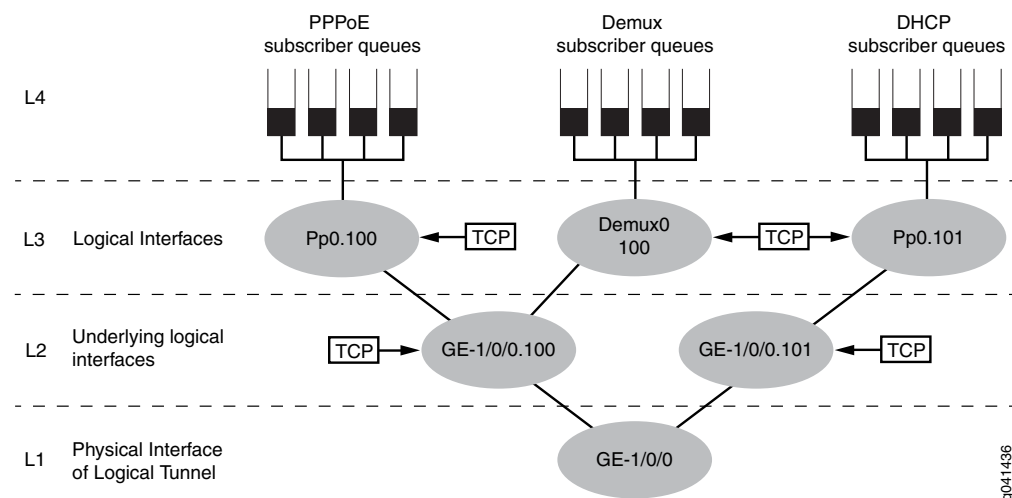 PPPoE
subscriber queues
Demux
subscriber queues
DHCP
subscriber queues
L4
L3
Logical Interfaces
Pp0.100
TCP
Demux0
100
TCP
Pp0.101
L2
Underlying logical
interfaces
TCP
GE-1/0/0.100
GE-1/0/0.101
TCP
L1
Physical Interface
of Logical Tunnel
GE-1/0/0
g041436